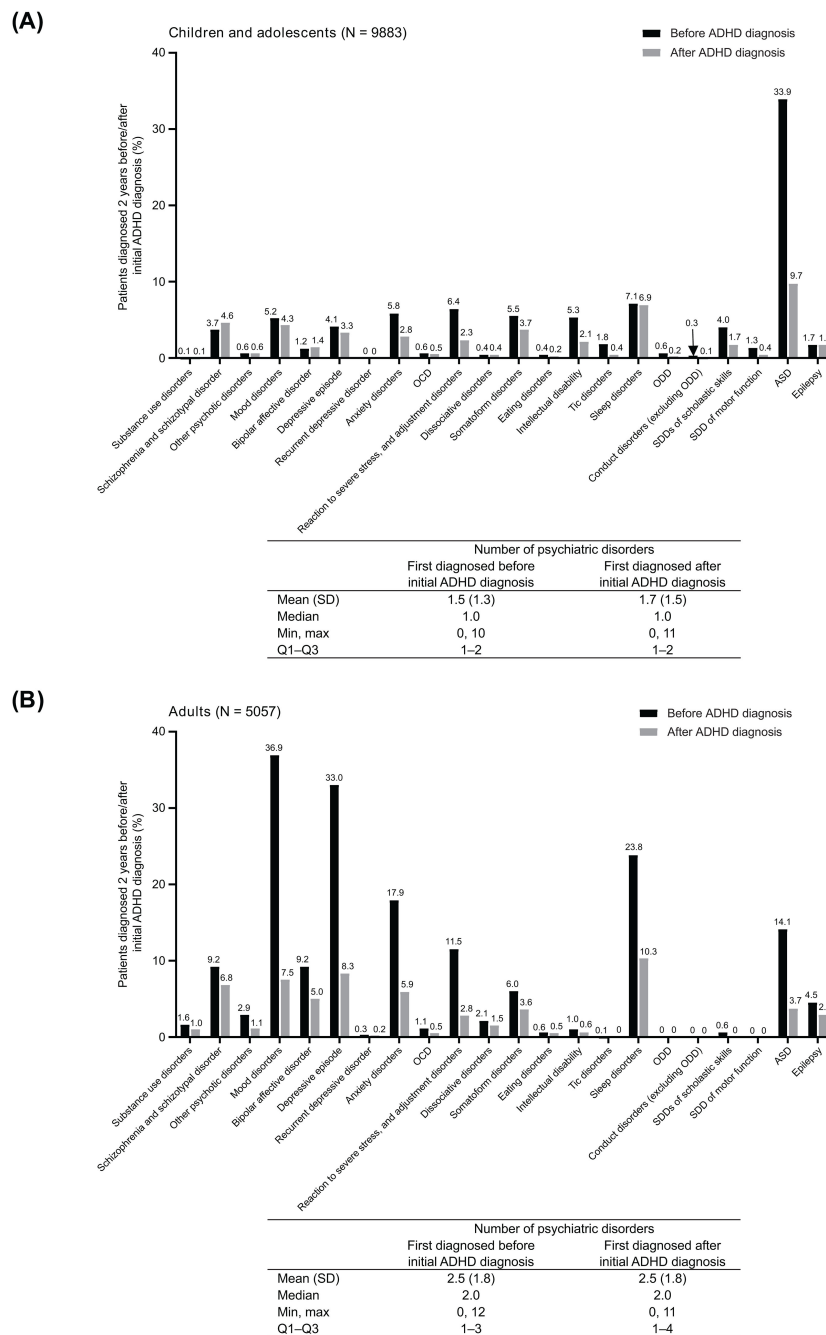 (A)
Children and adolescents (N = 9883)
Before ADHD diagnosis
After ADHD diagnosis
Patients diagnosed 2 years before/after
initial ADHD diagnosis (%)
40
30
20
10
0
0.1 0.1
3.7 4.6
0.6 0.6
5.2 4.3
1.2 1.4
4.1 3.3
0 0
5.8 2.8
0.6 0.5
6.4 2.3
0.4 0.4
5.5 3.7
0.4 0.2
5.3 2.1
1.8 0.4
7.1 6.9
0.6 0.2
0.3 0.1
4.0 1.7
1.3 0.4
33.9 9.7
1.7
Substance use disorders
Schizophrenia and schizotypal disorder
Other psychotic disorders
Mood disorders
Bipolar affective disorder
Depressive episode
Recurrent depressive disorder
Anxiety disorders
OCD
Reaction to severe stress, and adjustment disorders
Dissociative disorders
Somatoform disorders
Eating disorders
Intellectual disability
Tic disorders
Sleep disorders
ODD
Conduct disorders (excluding ODD)
SDDs of scholastic skills
SDD of motor function
ASD
Epilepsy
Number of psychiatric disorders
First diagnosed before First diagnosed after
initial ADHD diagnosis initial ADHD diagnosis
Mean (SD) 1.5 (1.3) 1.7 (1.5)
Median 1.0 1.0
Min, max 0, 10 0, 11
Q1–Q3 1–2 1–2
(B)
Adults (N = 5057)
Before ADHD diagnosis
After ADHD diagnosis
Patients diagnosed 2 years before/after
initial ADHD diagnosis (%)
40
30
20
10
0
1.6 1.0
9.2 6.8
2.9 1.1
36.9 7.5
9.2 5.0
33.0 8.3
0.3 0.2
17.9 5.9
1.1 0.5
11.5 2.8
2.1 1.5
6.0 3.6
0.6 0.5
1.0 0.6
0.1 0
23.8 10.3
0 0
0 0
0.6 0
0 0
14.1 3.7
4.5
Substance use disorders
Schizophrenia and schizotypal disorder
Other psychotic disorders
Mood disorders
Bipolar affective disorder
Depressive episode
Recurrent depressive disorder
Anxiety disorders
OCD
Reaction to severe stress, and adjustment disorders
Dissociative disorders
Somatoform disorders
Eating disorders
Intellectual disability
Tic disorders
Sleep disorders
ODD
Conduct disorders (excluding ODD)
SDDs of scholastic skills
SDD of motor function
ASD
Epilepsy
Number of psychiatric disorders
First diagnosed before First diagnosed after
initial ADHD diagnosis initial ADHD diagnosis
Mean (SD) 2.5 (1.8) 2.5 (1.8)
Median 2.0 2.0
Min, max 0, 12 0, 11
Q1–Q3 1–3 1–4